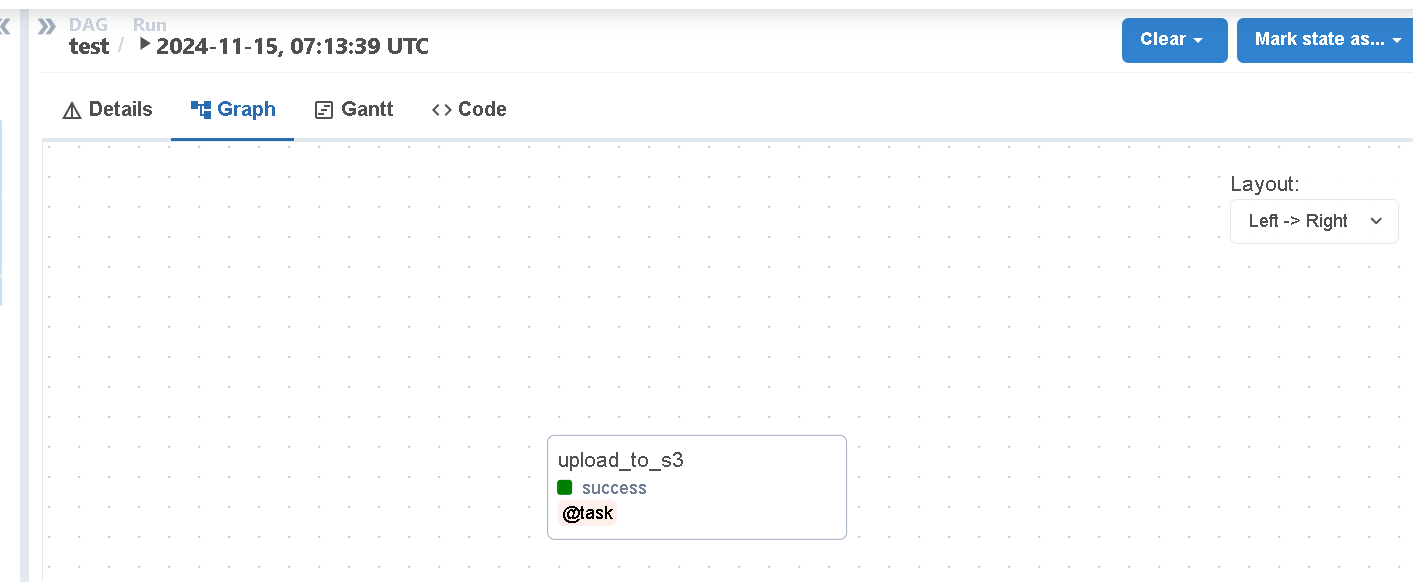 DAG Run
test / 2024-11-15, 07:13:39 UTC
Clear
Mark state as...
Details
Graph
Gantt
Code
Layout:
Left -> Right
upload_to_s3
success
@task